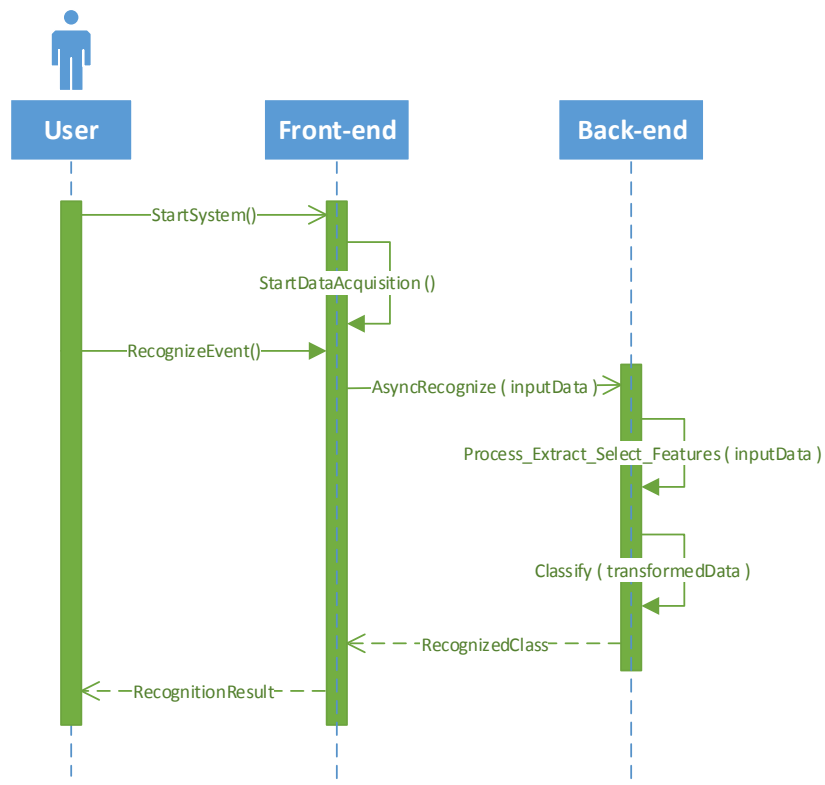 User
Front-end
Back-end
StartSystem()
StartDataAcquisition ()
RecognizeEvent()
AsyncRecognize ( inputData )
Process_Extract_Select_Features ( inputData )
Classify ( transformedData )
RecognizedClass
RecognitionResult